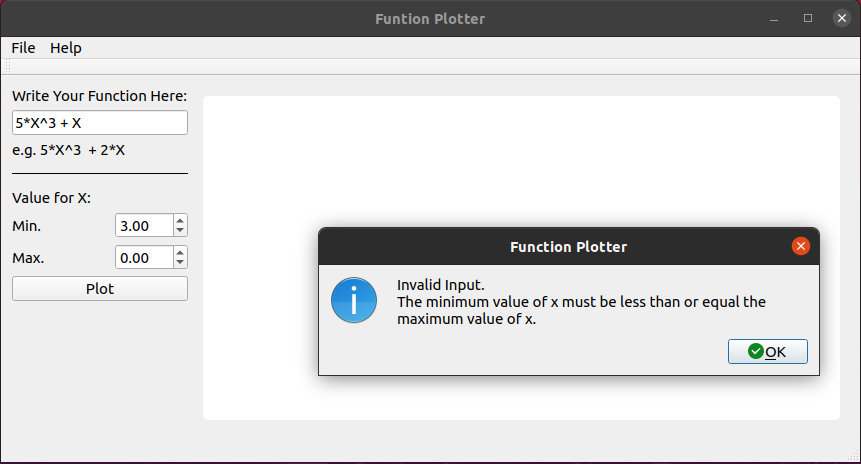 Funtion Plotter
File Help
Write Your Function Here:
5*X^3 + X
e.g. 5*X^3  + 2*X
Value for X:
Min. 3.00
Max. 0.00
Plot
Function Plotter
Invalid Input.
The minimum value of x must be less than or equal the
maximum value of x.
OK